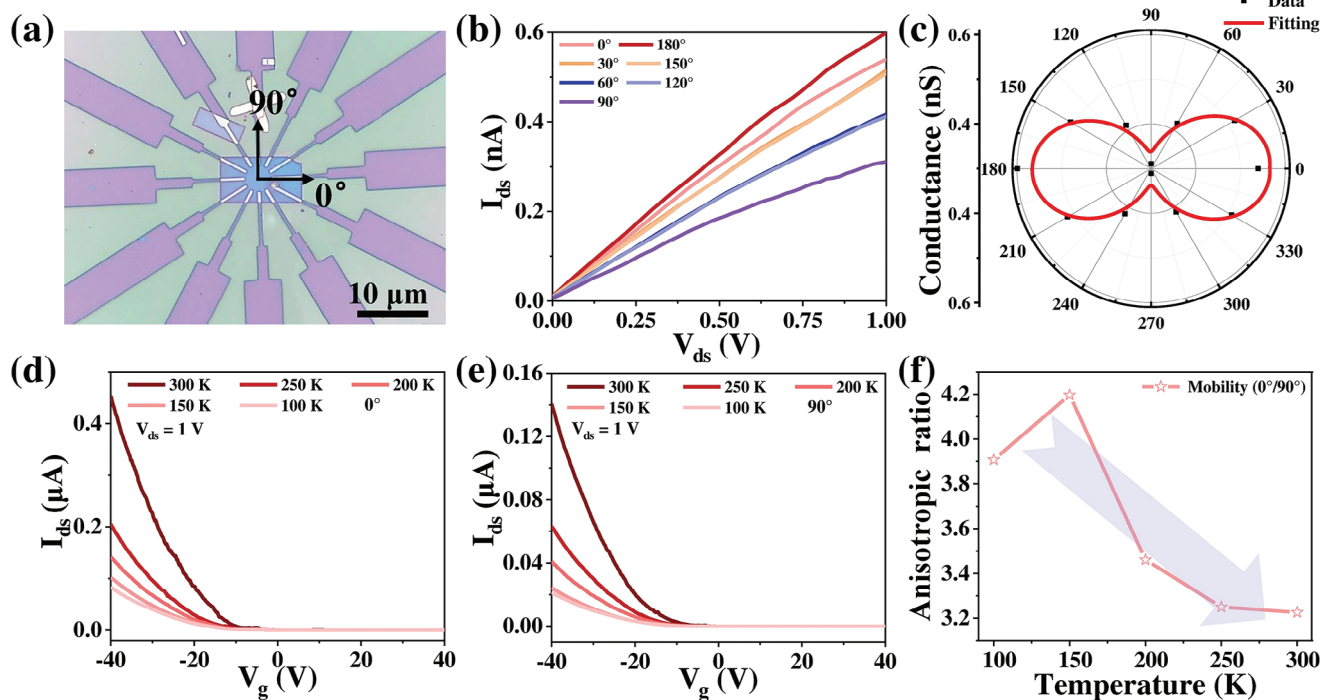 (a)
90°
0°
10 μm
(b)
0.6
0.4
0.2
0.0
I_ds (nA)
0° 180°
30° 150°
60° 120°
90°
0.00 0.25 0.50 0.75 1.00
V_ds (V)
(c)
Data
Fitting
Conductance (nS)
0.6
0.4
0.4
0.6
90
120 60
150 30
180 0
210 330
240 300
270
(d)
300 K 250 K 200 K
150 K 100 K 0°
V_ds = 1 V
I_ds (μA)
0.4
0.2
0.0
-40 -20 0 20 40
V_g (V)
(e)
300 K 250 K 200 K
150 K 100 K 90°
V_ds = 1 V
I_ds (μA)
0.16
0.12
0.08
0.04
0.00
-40 -20 0 20 40
V_g (V)
(f)
Mobility (0°/90°)
Anisotropic ratio
4.2
4.0
3.8
3.6
3.4
3.2
100 150 200 250 300
Temperature (K)